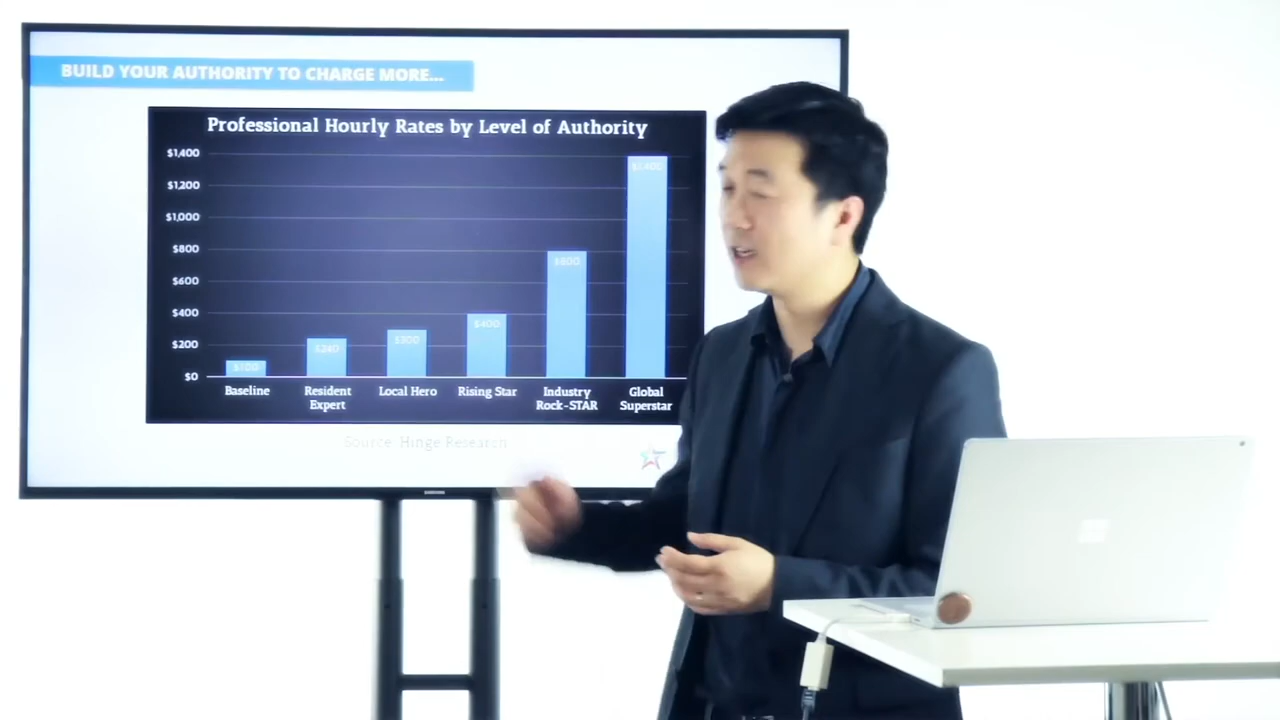 BUILD YOUR AUTHORITY TO CHARGE MORE...
Professional Hourly Rates by Level of Authority
$1,400
$1,200
$1,000
$800
$600
$400
$200
$0
$100
$240
$300
$400
$800
$1,400
Baseline
Resident
Expert
Local Hero
Rising Star
Industry
Rock-STAR
Global
Superstar
Source: Hinge Research
SAMSUNG